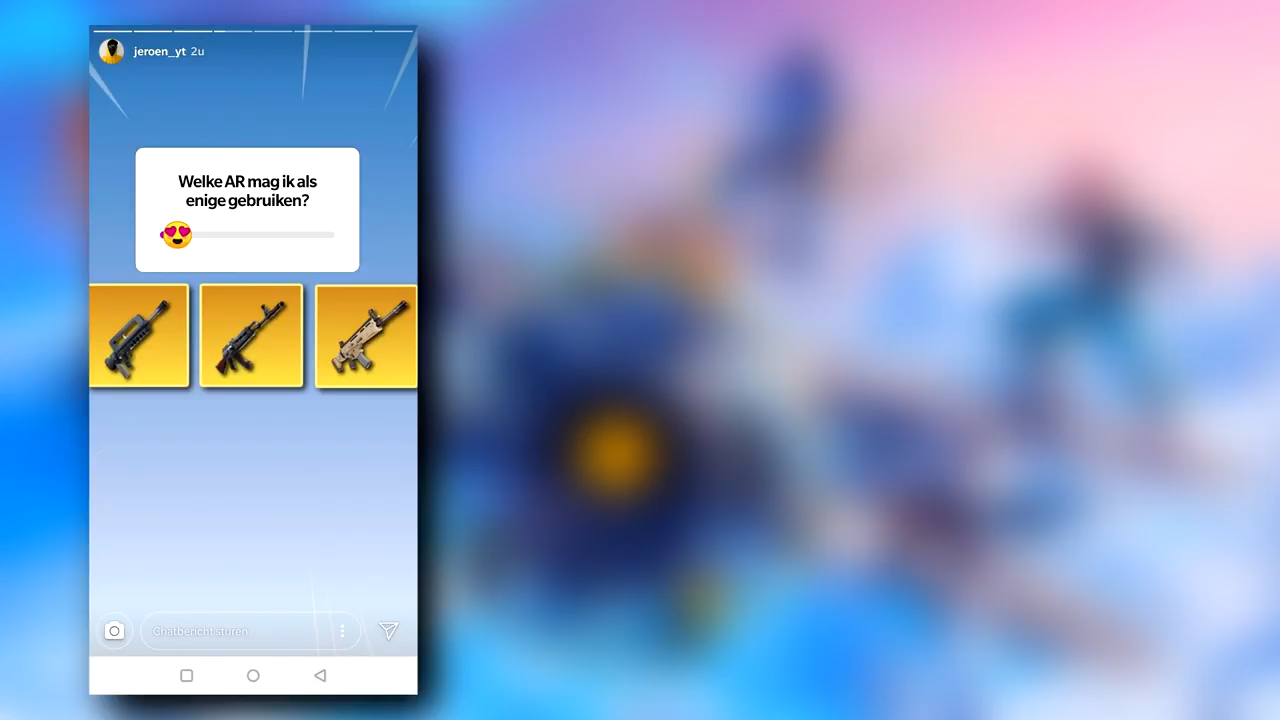 jeroen_yt 2u
Welke AR mag ik als
enige gebruiken?
Chatbericht sturen